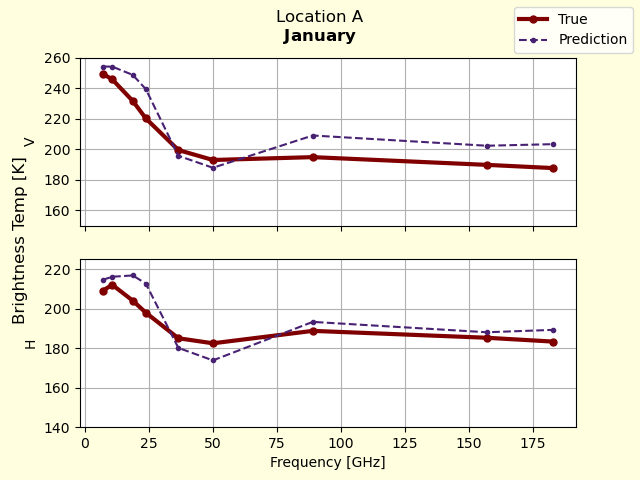 Location A
January
True
Prediction
Brightness Temp [K]
V
260
240
220
200
180
160
H
220
200
180
160
140
0 25 50 75 100 125 150 175
Frequency [GHz]